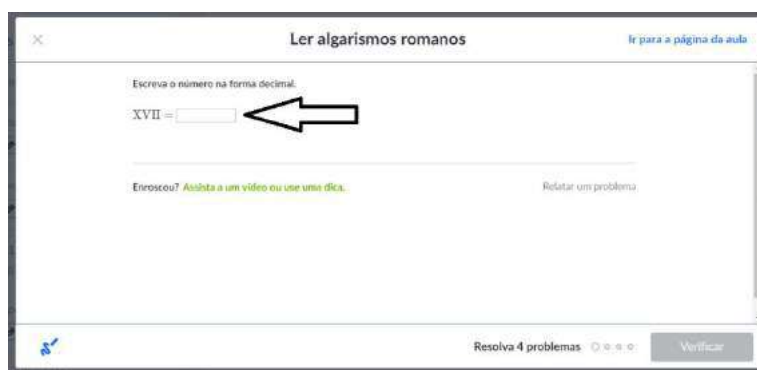 Ler algarismos romanos
Ir para a página da aula
Escreva o número na forma decimal.
XVII =
Enroscou? Assista a um vídeo ou use uma dica.
Relatar um problema
Resolva 4 problemas
Verificar